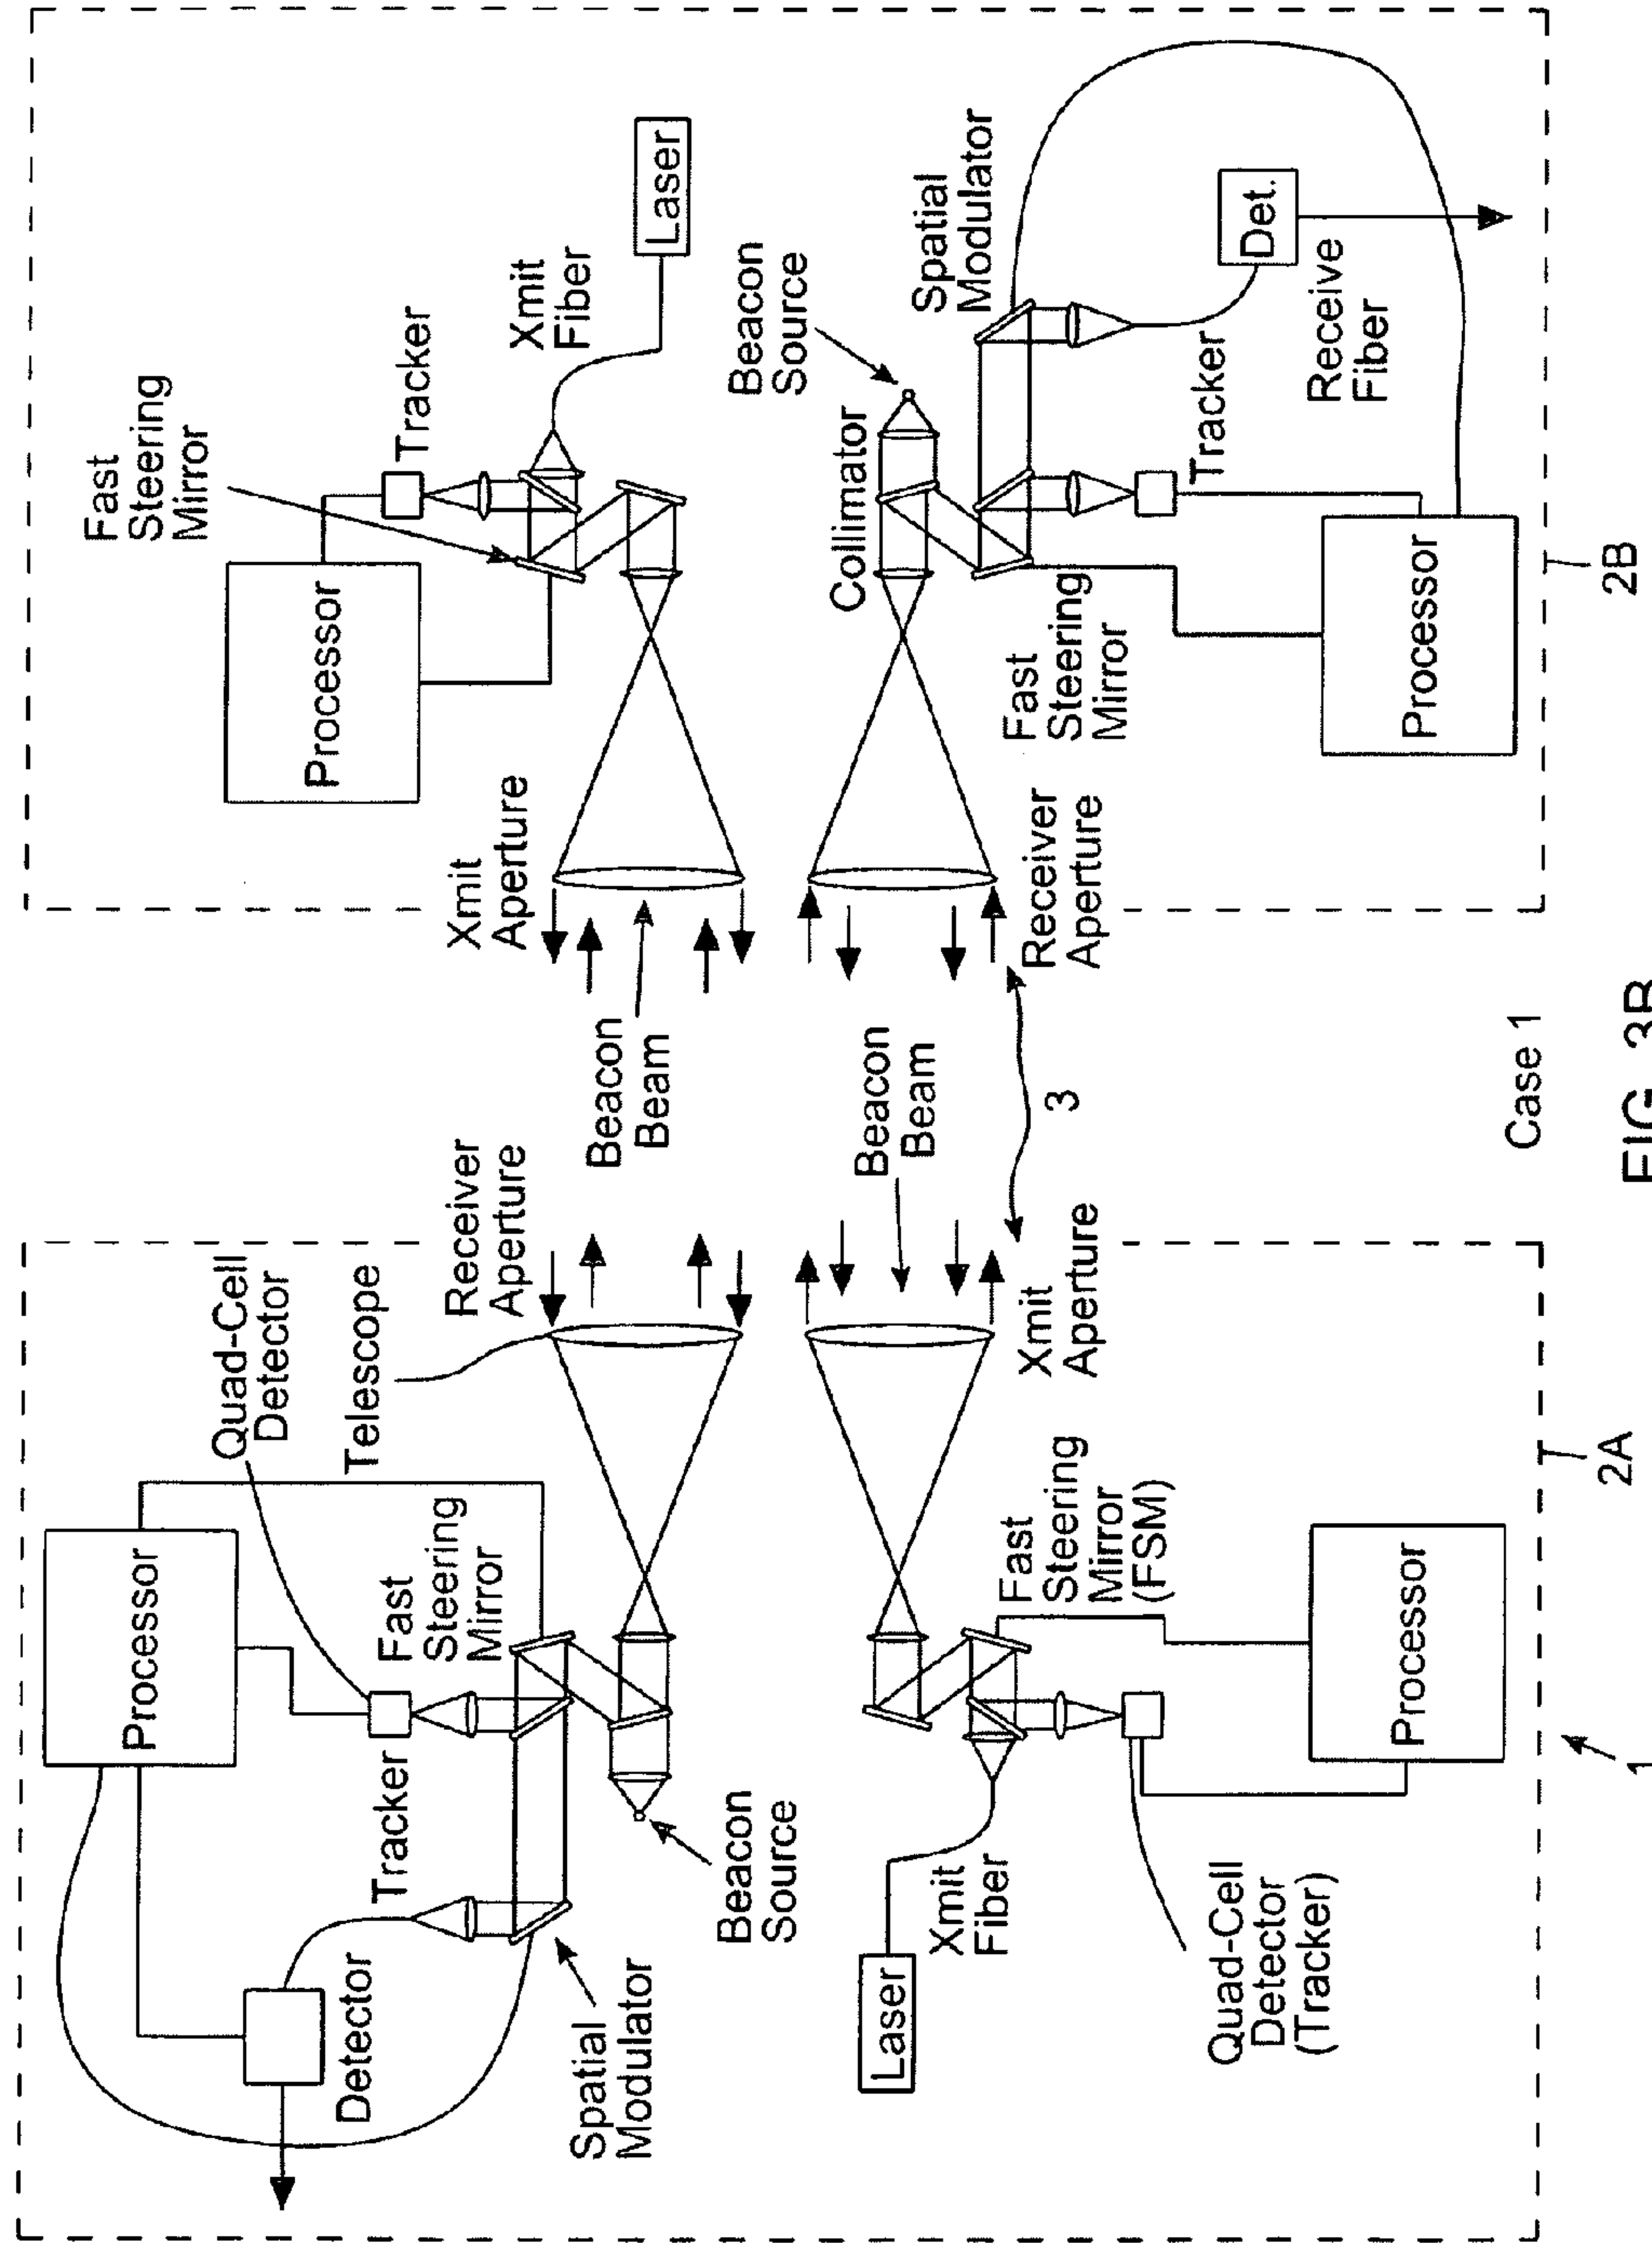 Processor
Quad-Cell
Detector
Telescope
Fast
Steering
Mirror
Tracker
Detector
Spatial
Modulator
Beacon
Source
Receiver
Aperture
Beacon
Beam
Laser
Xmit
Fiber
Fast
Steering
Mirror
(FSM)
Xmit
Aperture
Beacon
Beam
Quad-Cell
Detector
(Tracker)
Processor
1
2A
3
Fast
Steering
Mirror
Processor
Tracker
Xmit
Fiber
Laser
Xmit
Aperture
Beacon
Source
Collimator
Spatial
Modulator
Fast
Steering
Mirror
Receiver
Aperture
Tracker
Det.
Receive
Fiber
Processor
2B
Case 1
FIG. 3B